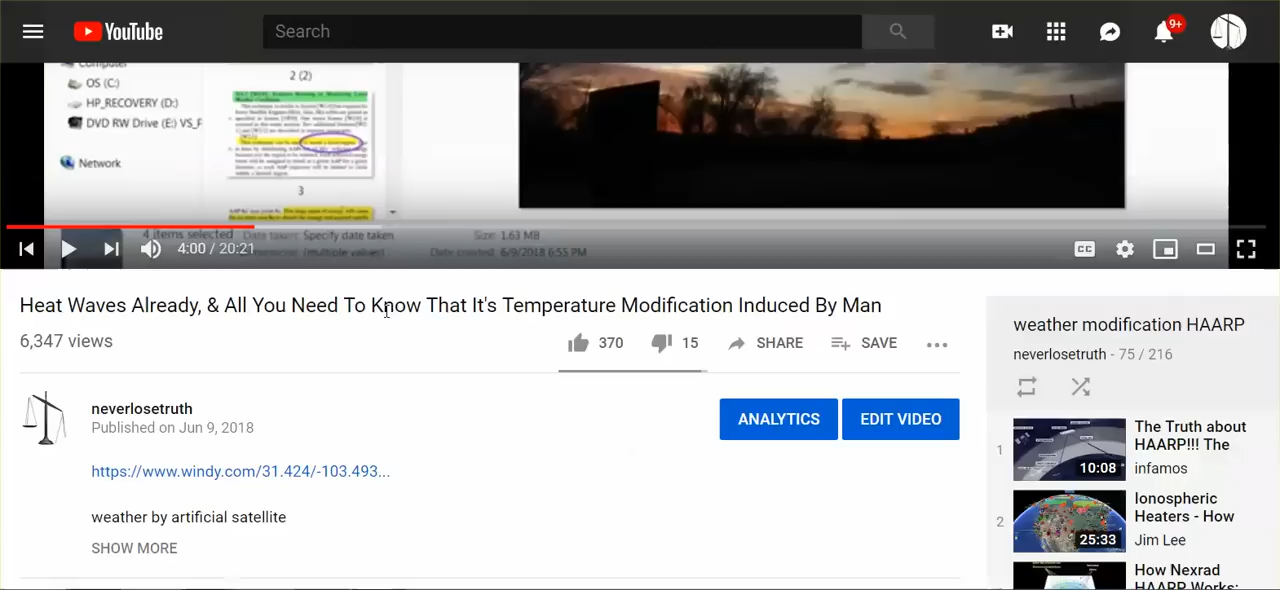 YouTube
Search
9+
Computer
OS (C:)
HP_RECOVERY (D:)
DVD RW Drive (E:) VS_F
Network
2 (2)
3
4 items selected
Date taken: Specify date taken
(multiple values)
Size: 1.63 MB
Date created: 6/9/2018 6:55 PM
4:00 / 20:21
CC
Heat Waves Already, & All You Need To Know That It's Temperature Modification Induced By Man
6,347 views
370
15
SHARE
SAVE
neverlosetruth
Published on Jun 9, 2018
ANALYTICS
EDIT VIDEO
https://www.windy.com/31.424/-103.493...
weather by artificial satellite
SHOW MORE
weather modification HAARP
neverlosetruth - 75 / 216
1
10:08
The Truth about
HAARP!!! The
infamos
2
25:33
Ionospheric
Heaters - How
Jim Lee
How Nexrad
HAARP Works: